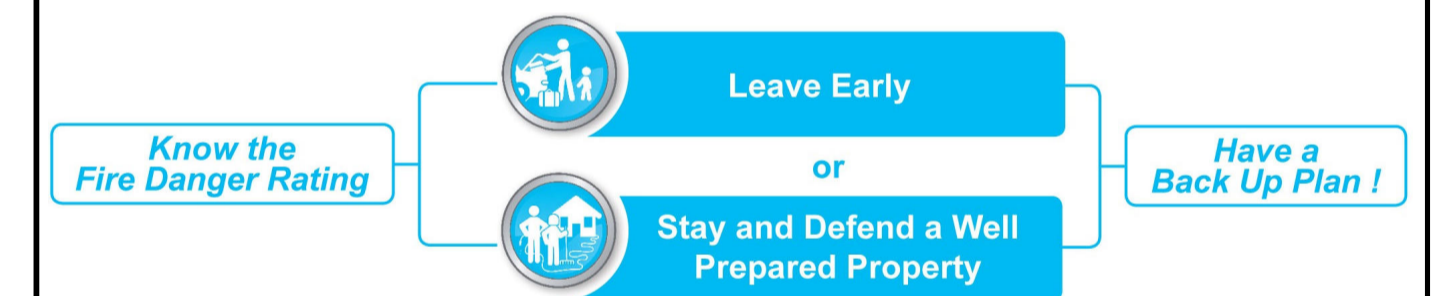 Know the
Fire Danger Rating
Leave Early
or
Stay and Defend a Well
Prepared Property
Have a
Back Up Plan !